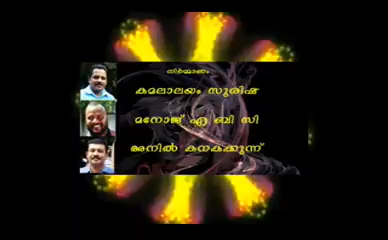 നിർമാണം
കമലാലയം സുരിഷ
മനോജ് എ ബി സി
അനിൽ കനകക്കുന്ന്